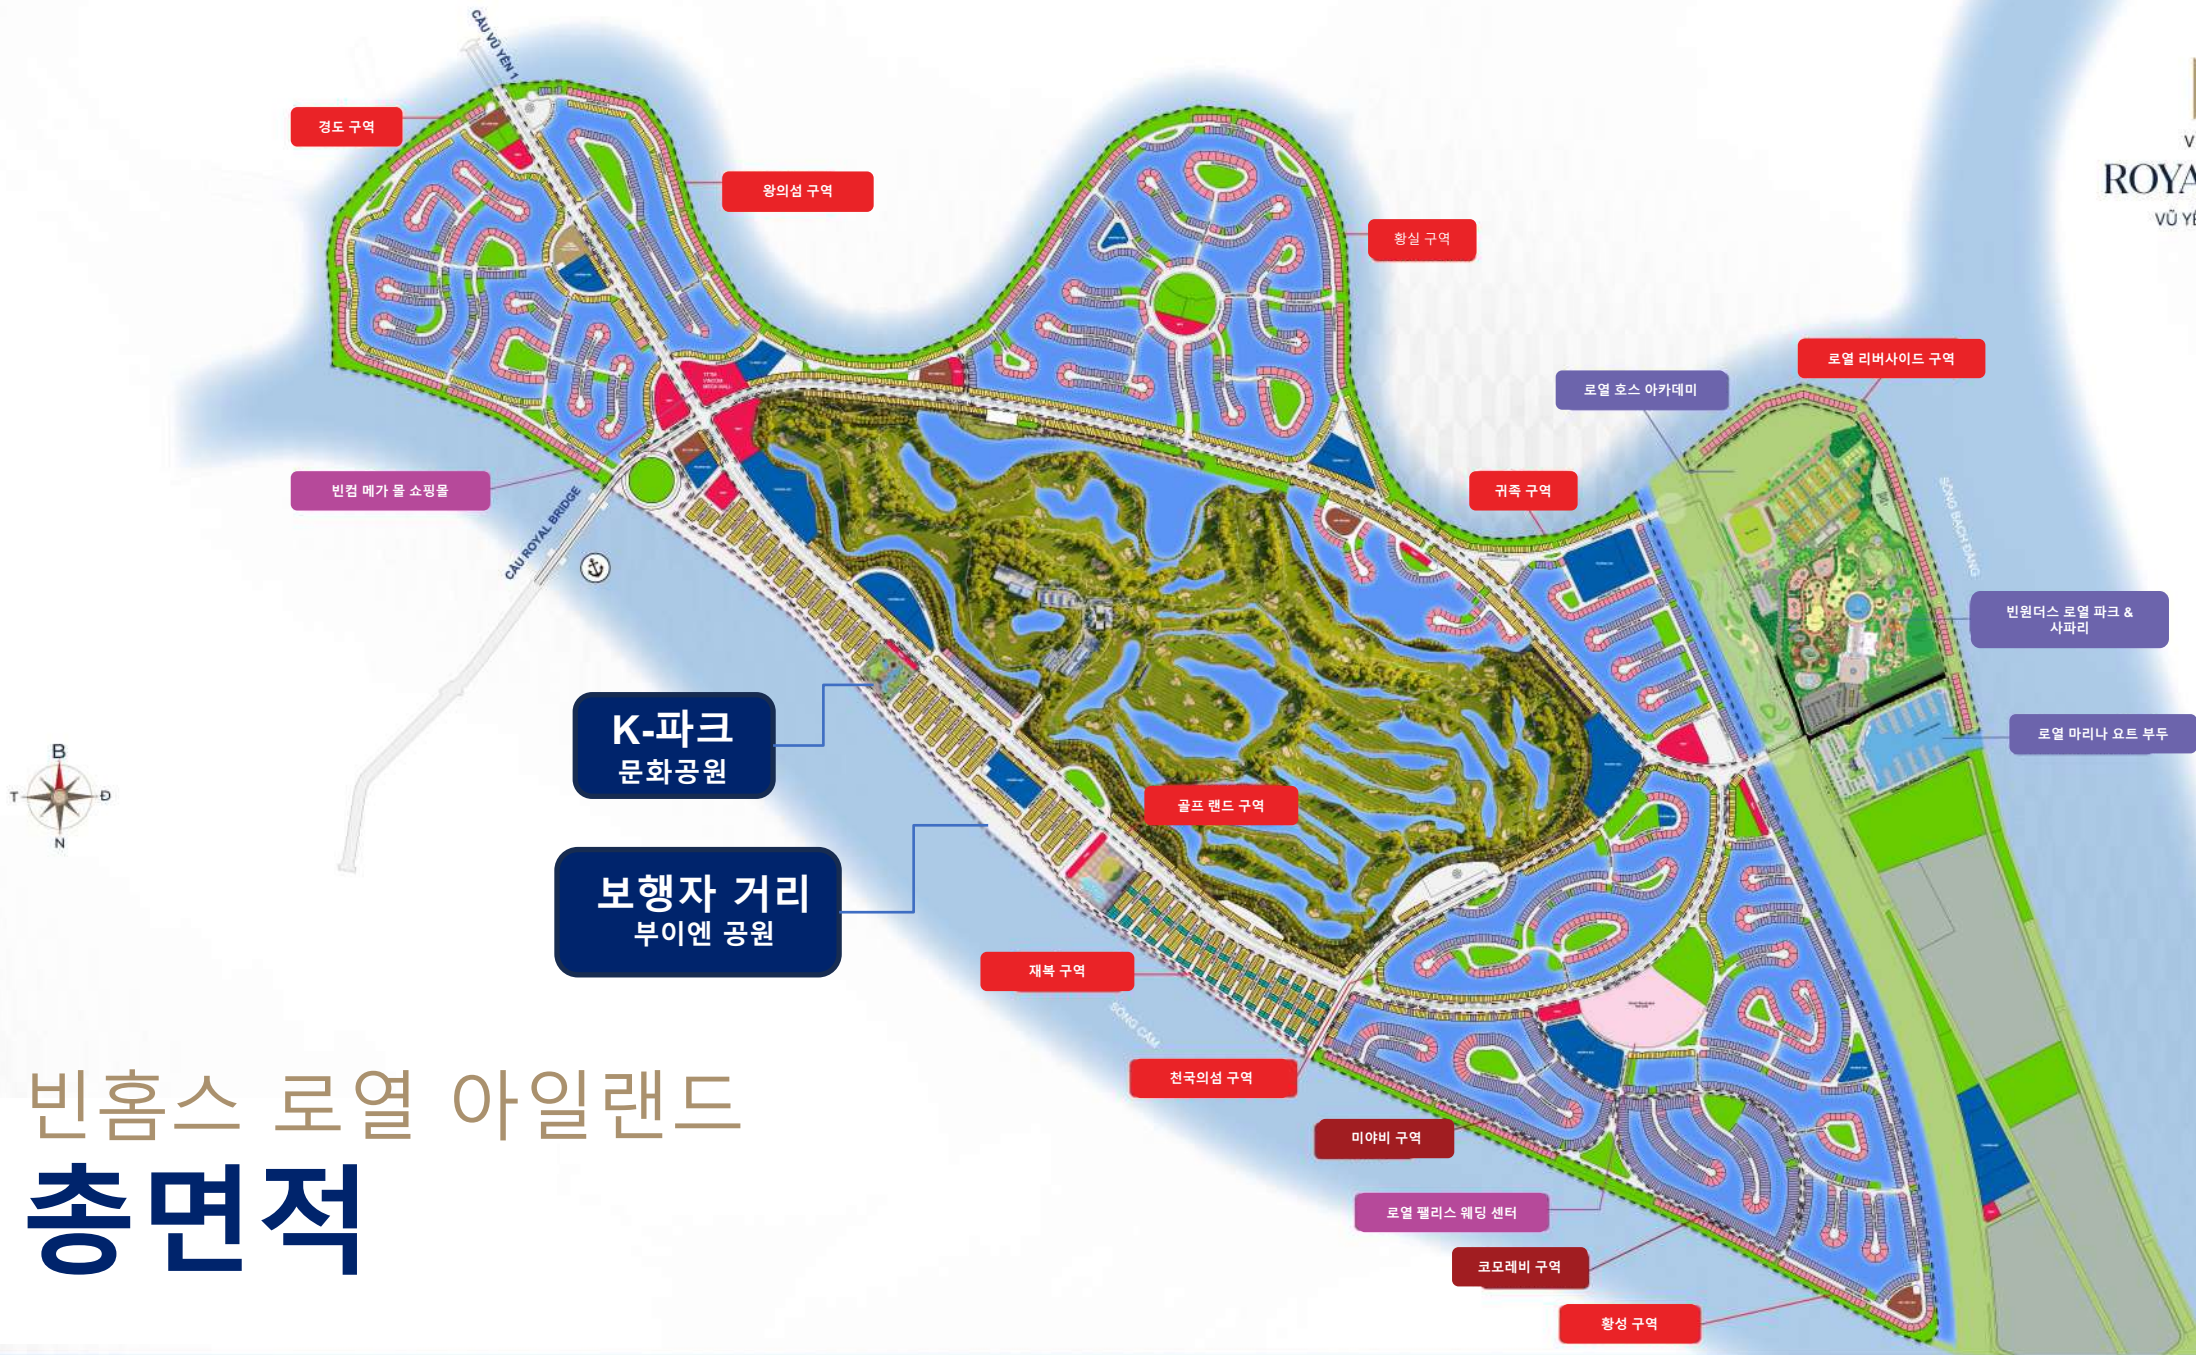 CẦU VŨ YÊN 1
경도 구역
왕의섬 구역
황실 구역
ROYA
VŨ YÊ
로열 리버사이드 구역
로열 호스 아카데미
빈컴 메가 몰 쇼핑몰
귀족 구역
CẦU ROYAL BRIDGE
SÔNG BẠCH ĐẰNG
빈원더스 로열 파크 &
사파리
K-파크
문화공원
로열 마리나 요트 부두
B
T
Đ
N
골프 랜드 구역
보행자 거리
부이엔 공원
재복 구역
SÔNG CẤM
천국의섬 구역
미야비 구역
로열 팰리스 웨딩 센터
코모레비 구역
황성 구역
빈홈스 로열 아일랜드
총면적